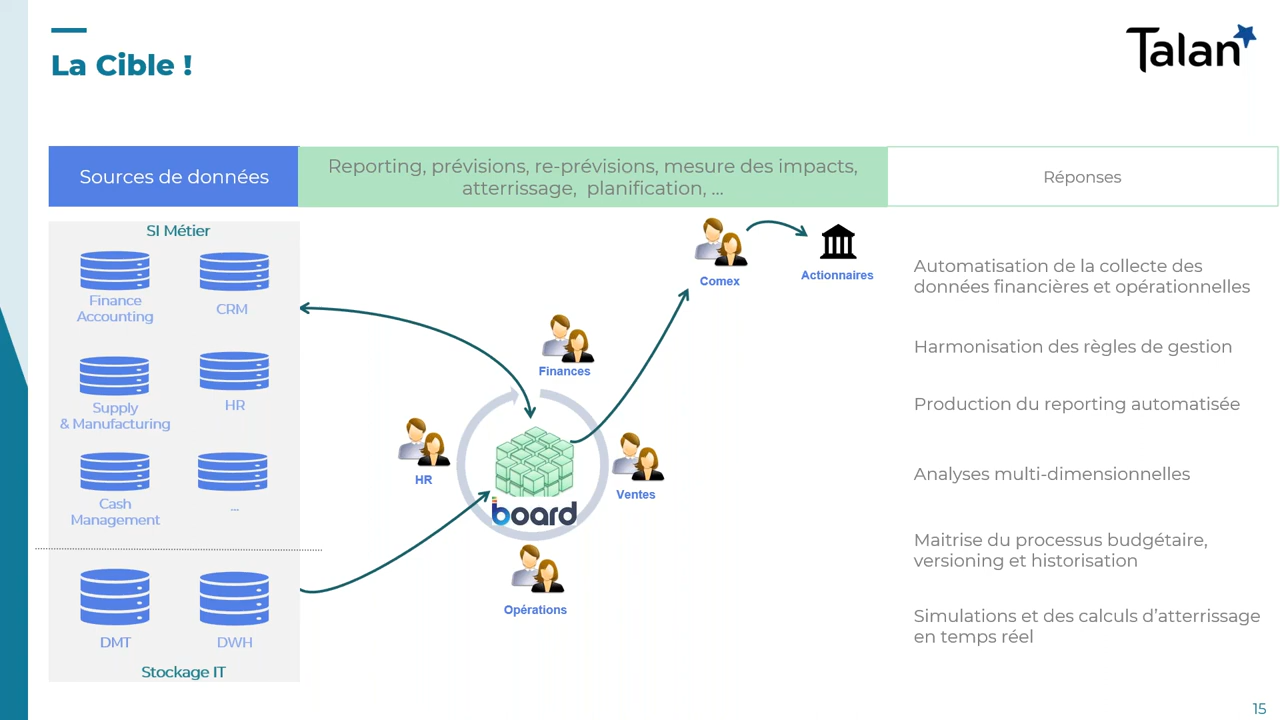 La Cible !
Talan
Sources de données
Reporting, prévisions, re-prévisions, mesure des impacts,
atterrissage, planification, ...
Réponses
SI Métier
Finance
Accounting
CRM
Supply
& Manufacturing
HR
Cash
Management
...
DMT
DWH
Stockage IT
Comex
Actionnaires
Finances
HR
Ventes
board
Opérations
Automatisation de la collecte des
données financières et opérationnelles
Harmonisation des règles de gestion
Production du reporting automatisée
Analyses multi-dimensionnelles
Maitrise du processus budgétaire,
versioning et historisation
Simulations et des calculs d’atterrissage
en temps réel
15